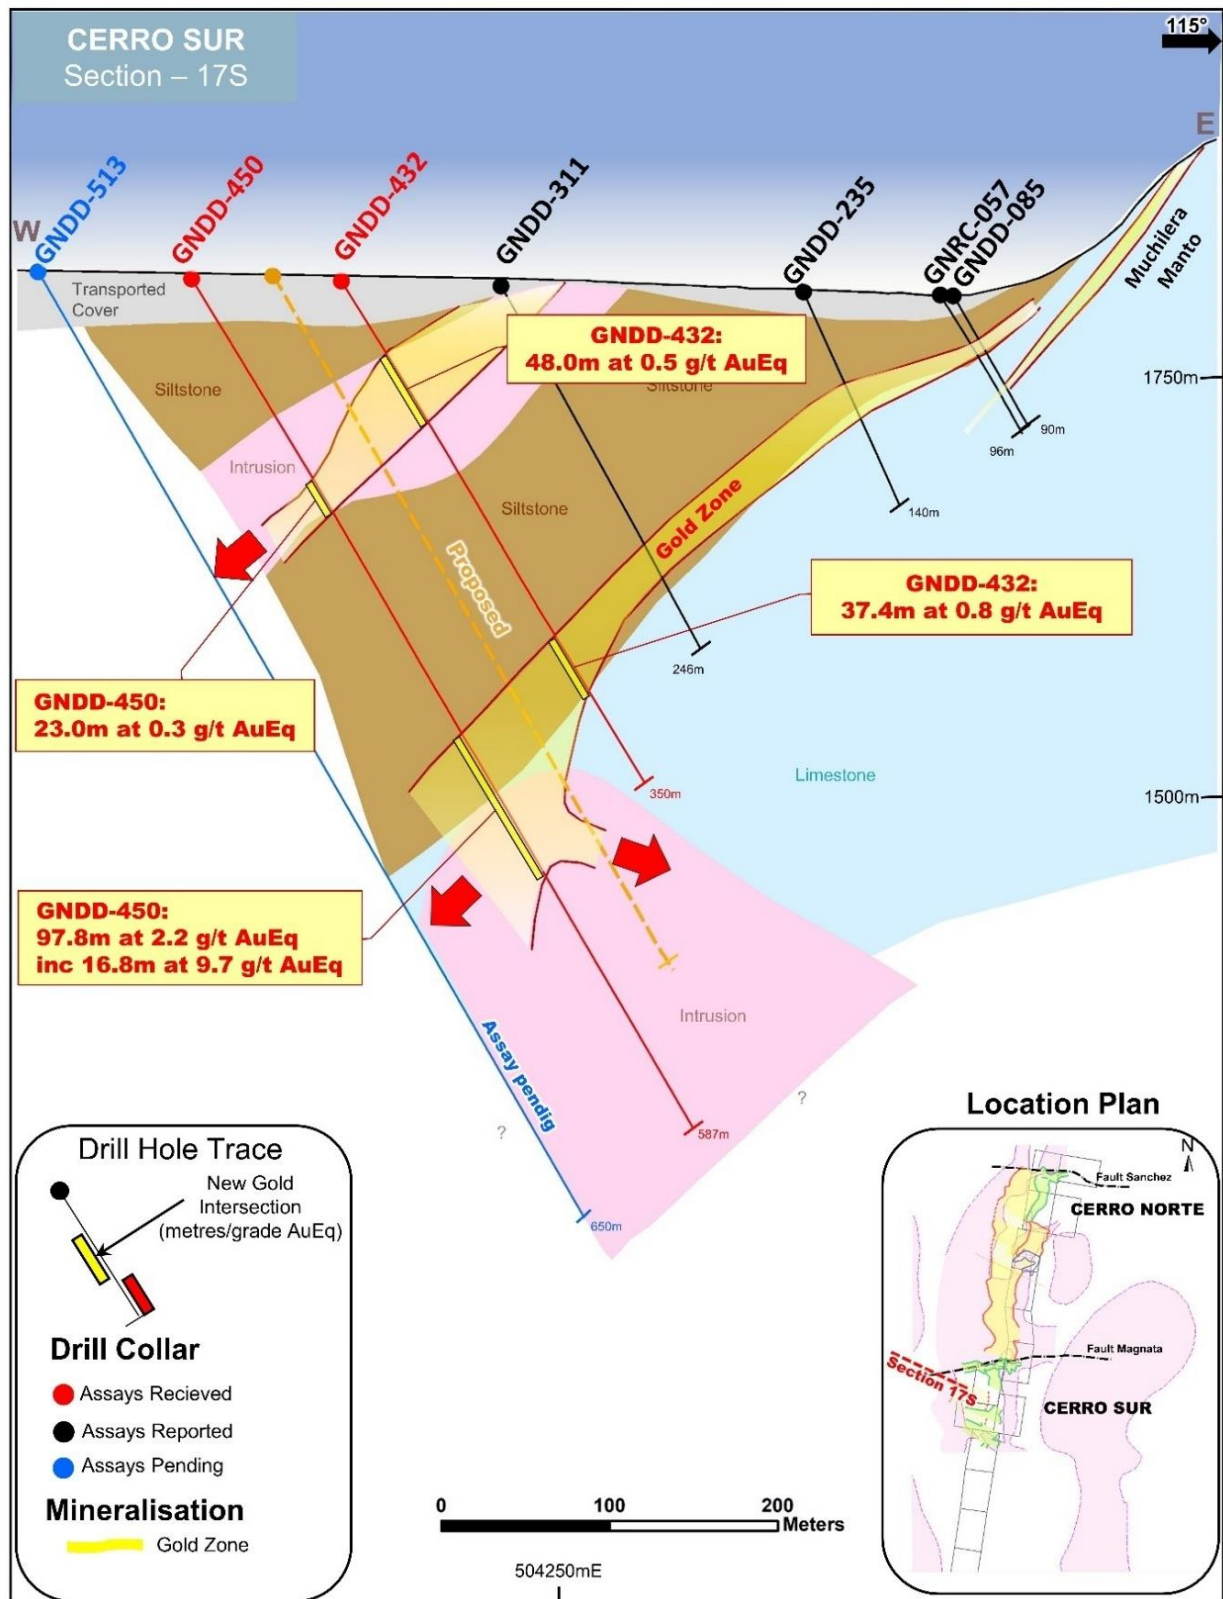 CERRO SUR
Section – 17S
115°
E
W
GNDD-513
GNDD-450
GNDD-432
GNDD-311
GNDD-235
GNRC-057
GNDD-085
Muchilera
Manto
Transported
Cover
GNDD-432:
48.0m at 0.5 g/t AuEq
Siltstone
Siltstone
1750m
90m
96m
Intrusion
Gold Zone
Siltstone
140m
Proposed
GNDD-432:
37.4m at 0.8 g/t AuEq
246m
GNDD-450:
23.0m at 0.3 g/t AuEq
Limestone
350m
1500m
GNDD-450:
97.8m at 2.2 g/t AuEq
inc 16.8m at 9.7 g/t AuEq
Intrusion
Assay pendig
?
?
587m
650m
Drill Hole Trace
New Gold
Intersection
(metres/grade AuEq)
Drill Collar
Assays Recieved
Assays Reported
Assays Pending
Mineralisation
Gold Zone
0 100 200
Meters
504250mE
Location Plan
N
Fault Sanchez
CERRO NORTE
Fault Magnata
Section 17S
CERRO SUR